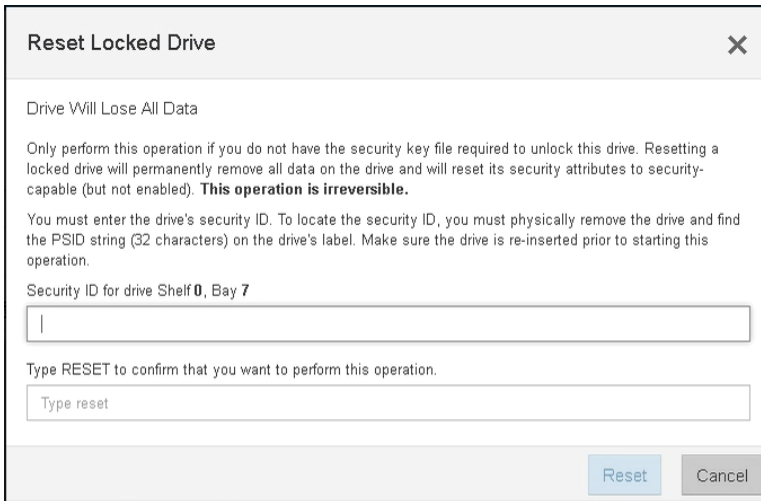 Reset Locked Drive
Drive Will Lose All Data
Only perform this operation if you do not have the security key file required to unlock this drive. Resetting a
locked drive will permanently remove all data on the drive and will reset its security attributes to security-
capable (but not enabled). This operation is irreversible.
You must enter the drive's security ID. To locate the security ID, you must physically remove the drive and find
the PSID string (32 characters) on the drive's label. Make sure the drive is re-inserted prior to starting this
operation.
Security ID for drive Shelf 0, Bay 7
Type RESET to confirm that you want to perform this operation.
Type reset
Reset Cancel